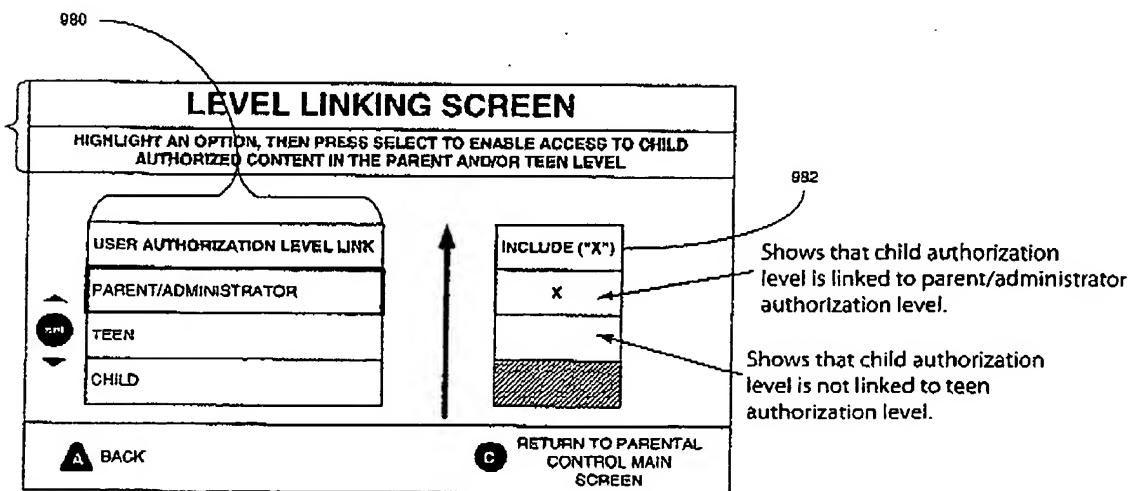 980
LEVEL LINKING SCREEN
HIGHLIGHT AN OPTION, THEN PRESS SELECT TO ENABLE ACCESS TO CHILD
AUTHORIZED CONTENT IN THE PARENT AND/OR TEEN LEVEL
982
USER AUTHORIZATION LEVEL LINK
INCLUDE ("X")
PARENT/ADMINISTRATOR
X
TEEN
CHILD
Shows that child authorization
level is linked to parent/administrator
authorization level.
Shows that child authorization
level is not linked to teen
authorization level.
A BACK
C RETURN TO PARENTAL
CONTROL MAIN
SCREEN